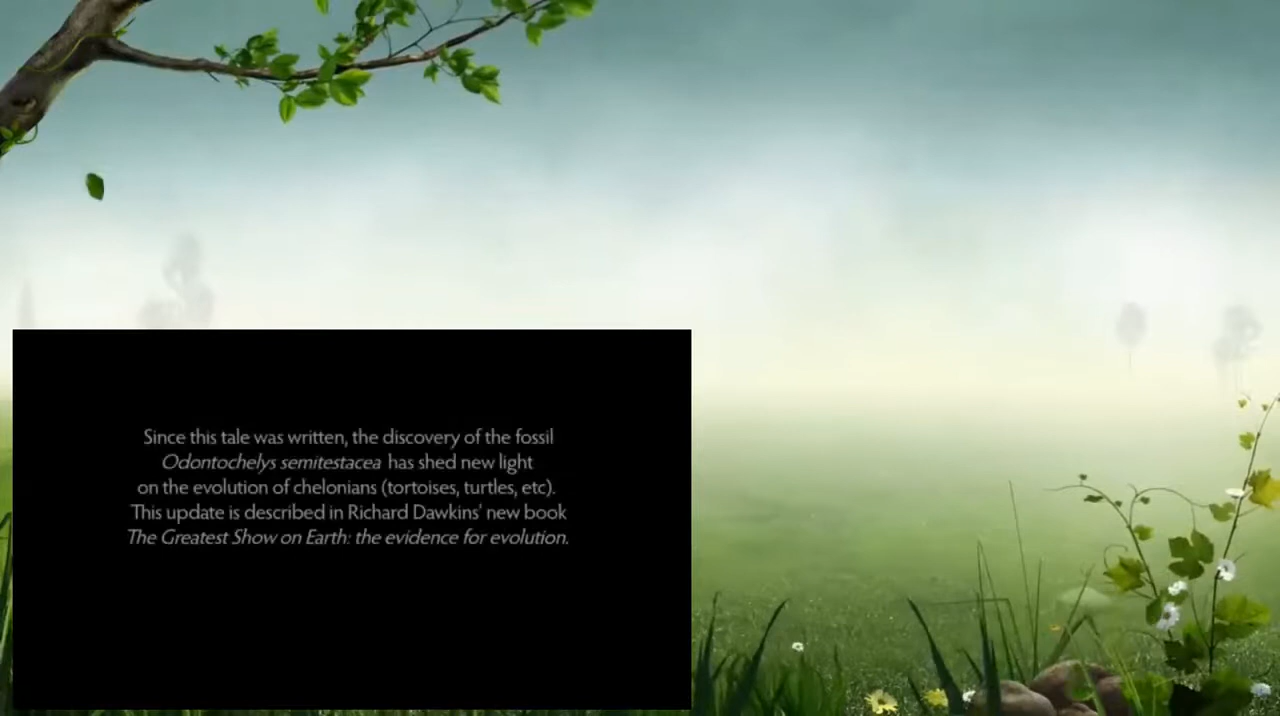 Since this tale was written, the discovery of the fossil
Odontochelys semitestacea has shed new light
on the evolution of chelonians (tortoises, turtles, etc).
This update is described in Richard Dawkins' new book
The Greatest Show on Earth: the evidence for evolution.